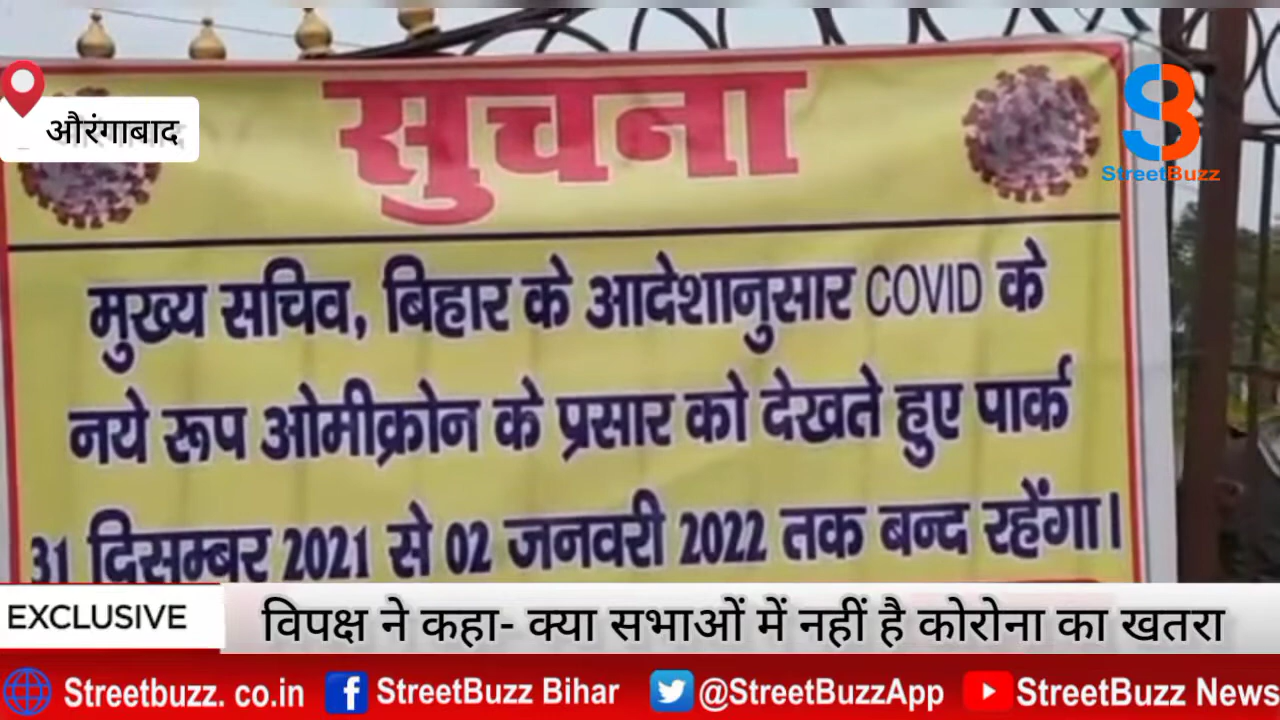 औरंगाबाद
StreetBuzz
सुचना
मुख्य सचिव, बिहार के आदेशानुसार COVID के
नये रूप ओमीक्रोन के प्रसार को देखते हुए पार्क
31 दिसम्बर 2021 से 02 जनवरी 2022 तक बन्द रहेंगा।
EXCLUSIVE
विपक्ष ने कहा- क्या सभाओं में नहीं है कोरोना का खतरा
Streetbuzz. co.in
StreetBuzz Bihar
@StreetBuzzApp
StreetBuzz News